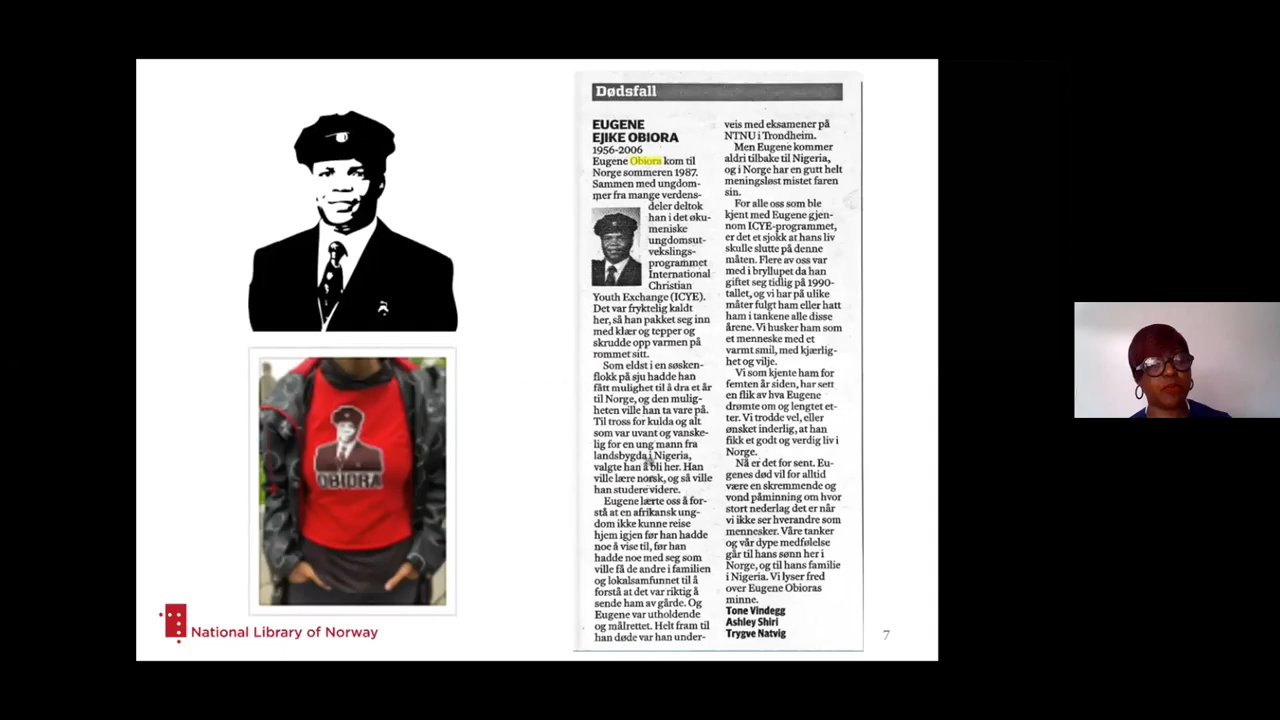 Dødsfall
EUGENE
EJIKE OBIORA
1956-2006
Eugene Obiora kom til
Norge sommeren 1987.
Sammen med ungdom-
mer fra mange verdens-
deler deltok
han i det øku-
meniske
ungdomsut-
vekslings-
programmet
International
Christian
Youth Exchange (ICYE).
Det var fryktelig kaldt
her, så han pakket seg inn
med klær og tepper og
skrudde opp varmen på
rommet sitt.
Som eldst i en søsken-
flokk på sju hadde han
fått mulighet til å dra et år
til Norge, og den mulig-
heten ville han ta vare på.
Til tross for kulda og alt
som var uvant og vanske-
lig for en ung mann fra
landsbygda i Nigeria,
valgte han å bli her. Han
ville lære norsk, og så ville
han studere videre.
Eugene lærte oss å for-
stå at en afrikansk ung-
dom ikke kunne reise
hjem igjen før han hadde
noe å vise til, før han
hadde noe med seg som
ville få de andre i familien
og lokalsamfunnet til å
forstå at det var riktig å
sende ham av gårde. Og
Eugene var utholdende
og målrettet. Helt fram til
han døde var han under-
veis med eksamener på
NTNU i Trondheim.
Men Eugene kommer
aldri tilbake til Nigeria,
og i Norge har en gutt helt
meningsløst mistet faren
sin.
For alle oss som ble
kjent med Eugene gjen-
nom ICYE-programmet,
er det et sjokk at hans liv
skulle slutte på denne
måten. Flere av oss var
med i bryllupet da han
giftet seg tidlig på 1990-
tallet, og vi har på ulike
måter fulgt ham eller hatt
ham i tankene alle disse
årene. Vi husker ham som
et menneske med et
varmt smil, med kjærlig-
het og vilje.
Vi som kjente ham for
femten år siden, har sett
en flik av hva Eugene
drømte om og lengtet et-
ter. Vi trodde vel, eller
ønsket inderlig, at han
fikk et godt og verdig liv i
Norge.
Nå er det for sent. Eu-
genes død vil for alltid
være en skremmende og
vond påminning om hvor
stort nederlag det er når
vi ikke ser hverandre som
mennesker. Våre tanker
og vår dype medfølelse
går til hans sønn her i
Norge, og til hans familie
i Nigeria. Vi lyser fred
over Eugene Obioras
minne.
Tone Vindegg
Ashley Shiri
Trygve Natvig
OBIORA
National Library of Norway
7